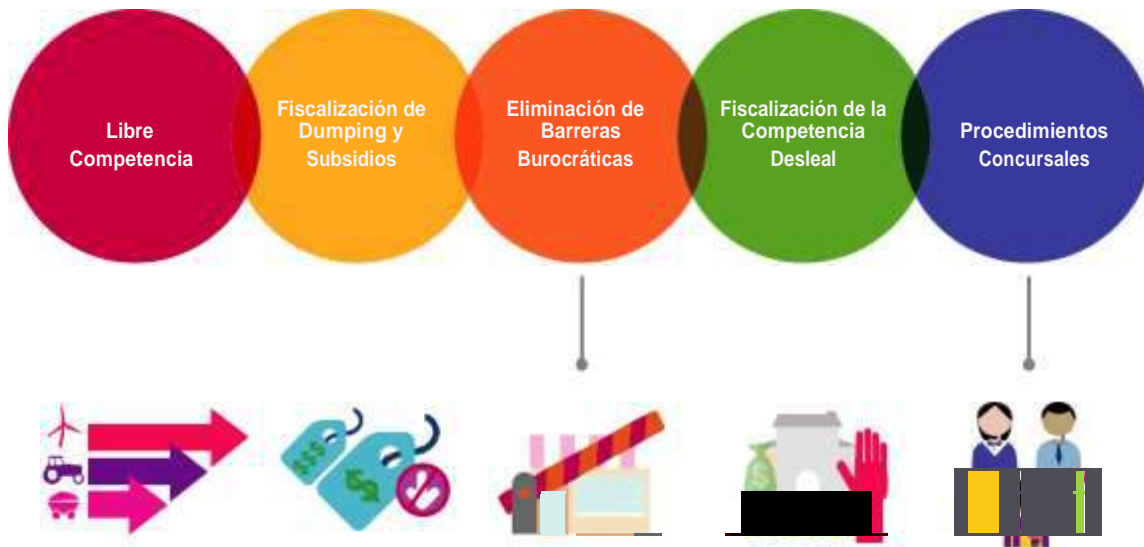 Libre
Competencia
Fiscalización de
Dumping y
Subsidios
Eliminación de
Barreras
Burocráticas
Fiscalización de la
Competencia
Desleal
Procedimientos
Concursales
$$$
$